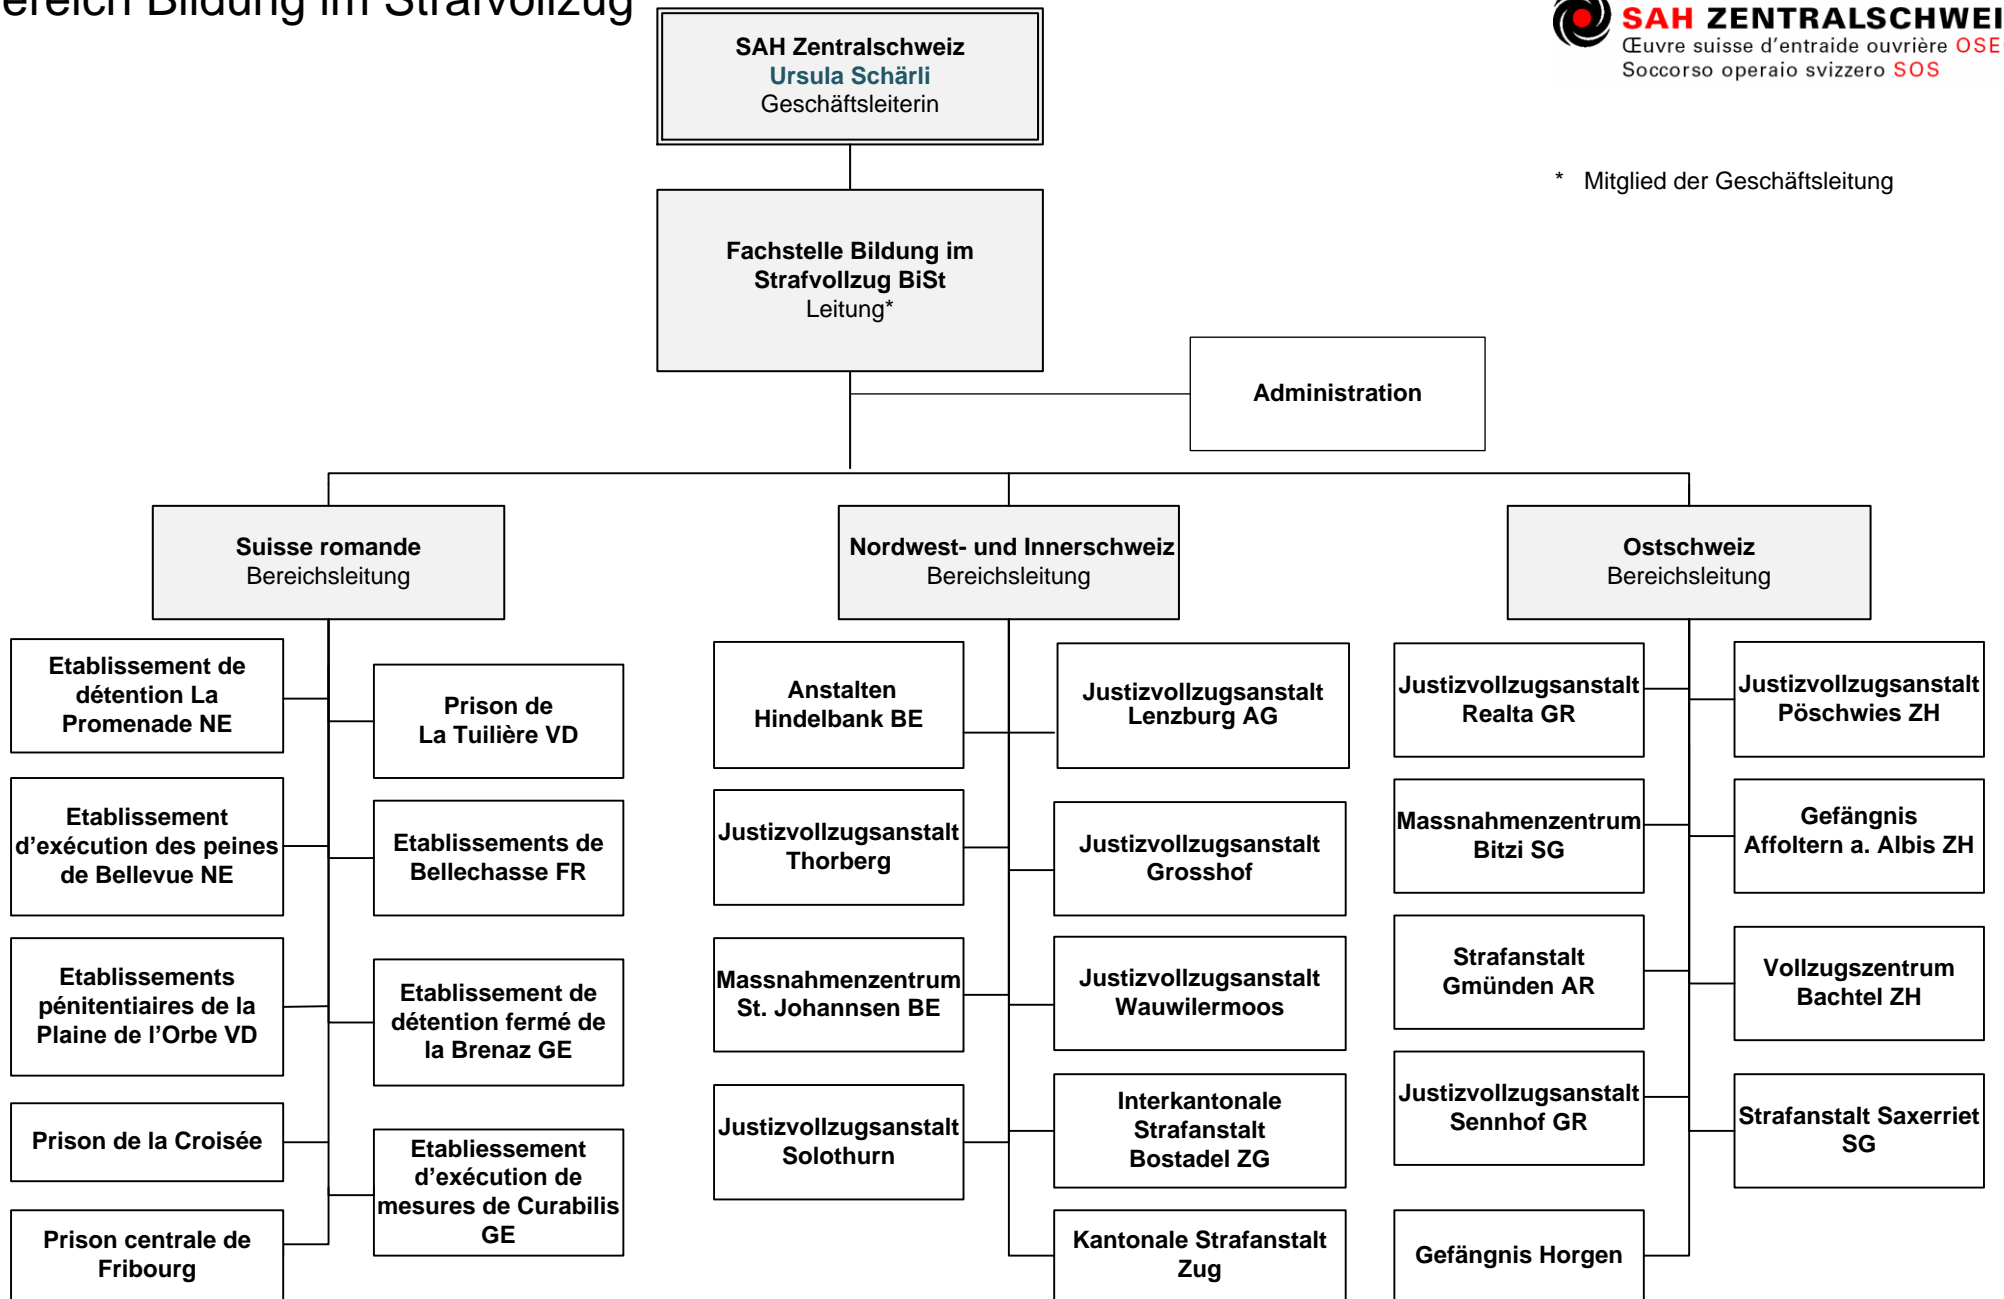 ereich Bildung im Strafvollzug
SAH ZENTRALSCHWEI
Œuvre suisse d'entraide ouvrière OSE
Soccorso operaio svizzero SOS
* Mitglied der Geschäftsleitung
SAH Zentralschweiz
Ursula Schärli
Geschäftsleiterin
Fachstelle Bildung im
Strafvollzug BiSt
Leitung*
Administration
Suisse romande
Bereichsleitung
Nordwest- und Innerschweiz
Bereichsleitung
Ostschweiz
Bereichsleitung
Etablissement de
détention La
Promenade NE
Prison de
La Tuilière VD
Etablissement
d'exécution des peines
de Bellevue NE
Etablissements de
Bellechasse FR
Etablissements
pénitentiaires de la
Plaine de l'Orbe VD
Etablissement de
détention fermé de
la Brenaz GE
Prison de la Croisée
Etabliessement
d'exécution de
mesures de Curabilis
GE
Prison centrale de
Fribourg
Anstalten
Hindelbank BE
Justizvollzugsanstalt
Lenzburg AG
Justizvollzugsanstalt
Thorberg
Justizvollzugsanstalt
Grosshof
Massnahmenzentrum
St. Johannsen BE
Justizvollzugsanstalt
Wauwilermoos
Justizvollzugsanstalt
Solothurn
Interkantonale
Strafanstalt
Bostadel ZG
Kantonale Strafanstalt
Zug
Justizvollzugsanstalt
Realta GR
Justizvollzugsanstalt
Pöschwies ZH
Massnahmenzentrum
Bitzi SG
Gefängnis
Affoltern a. Albis ZH
Strafanstalt
Gmünden AR
Vollzugszentrum
Bachtel ZH
Justizvollzugsanstalt
Sennhof GR
Strafanstalt Saxerriet
SG
Gefängnis Horgen